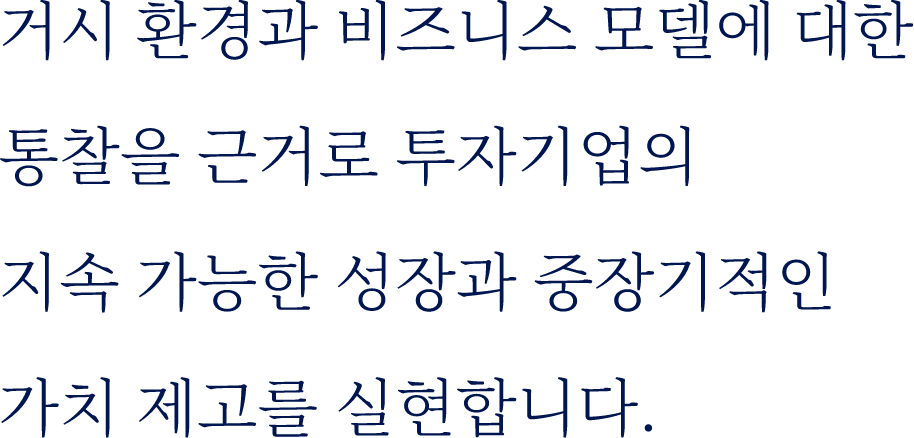 거시 환경과 비즈니스 모델에 대한
통찰을 근거로 투자기업의
지속 가능한 성장과 중장기적인
가치 제고를 실현합니다.